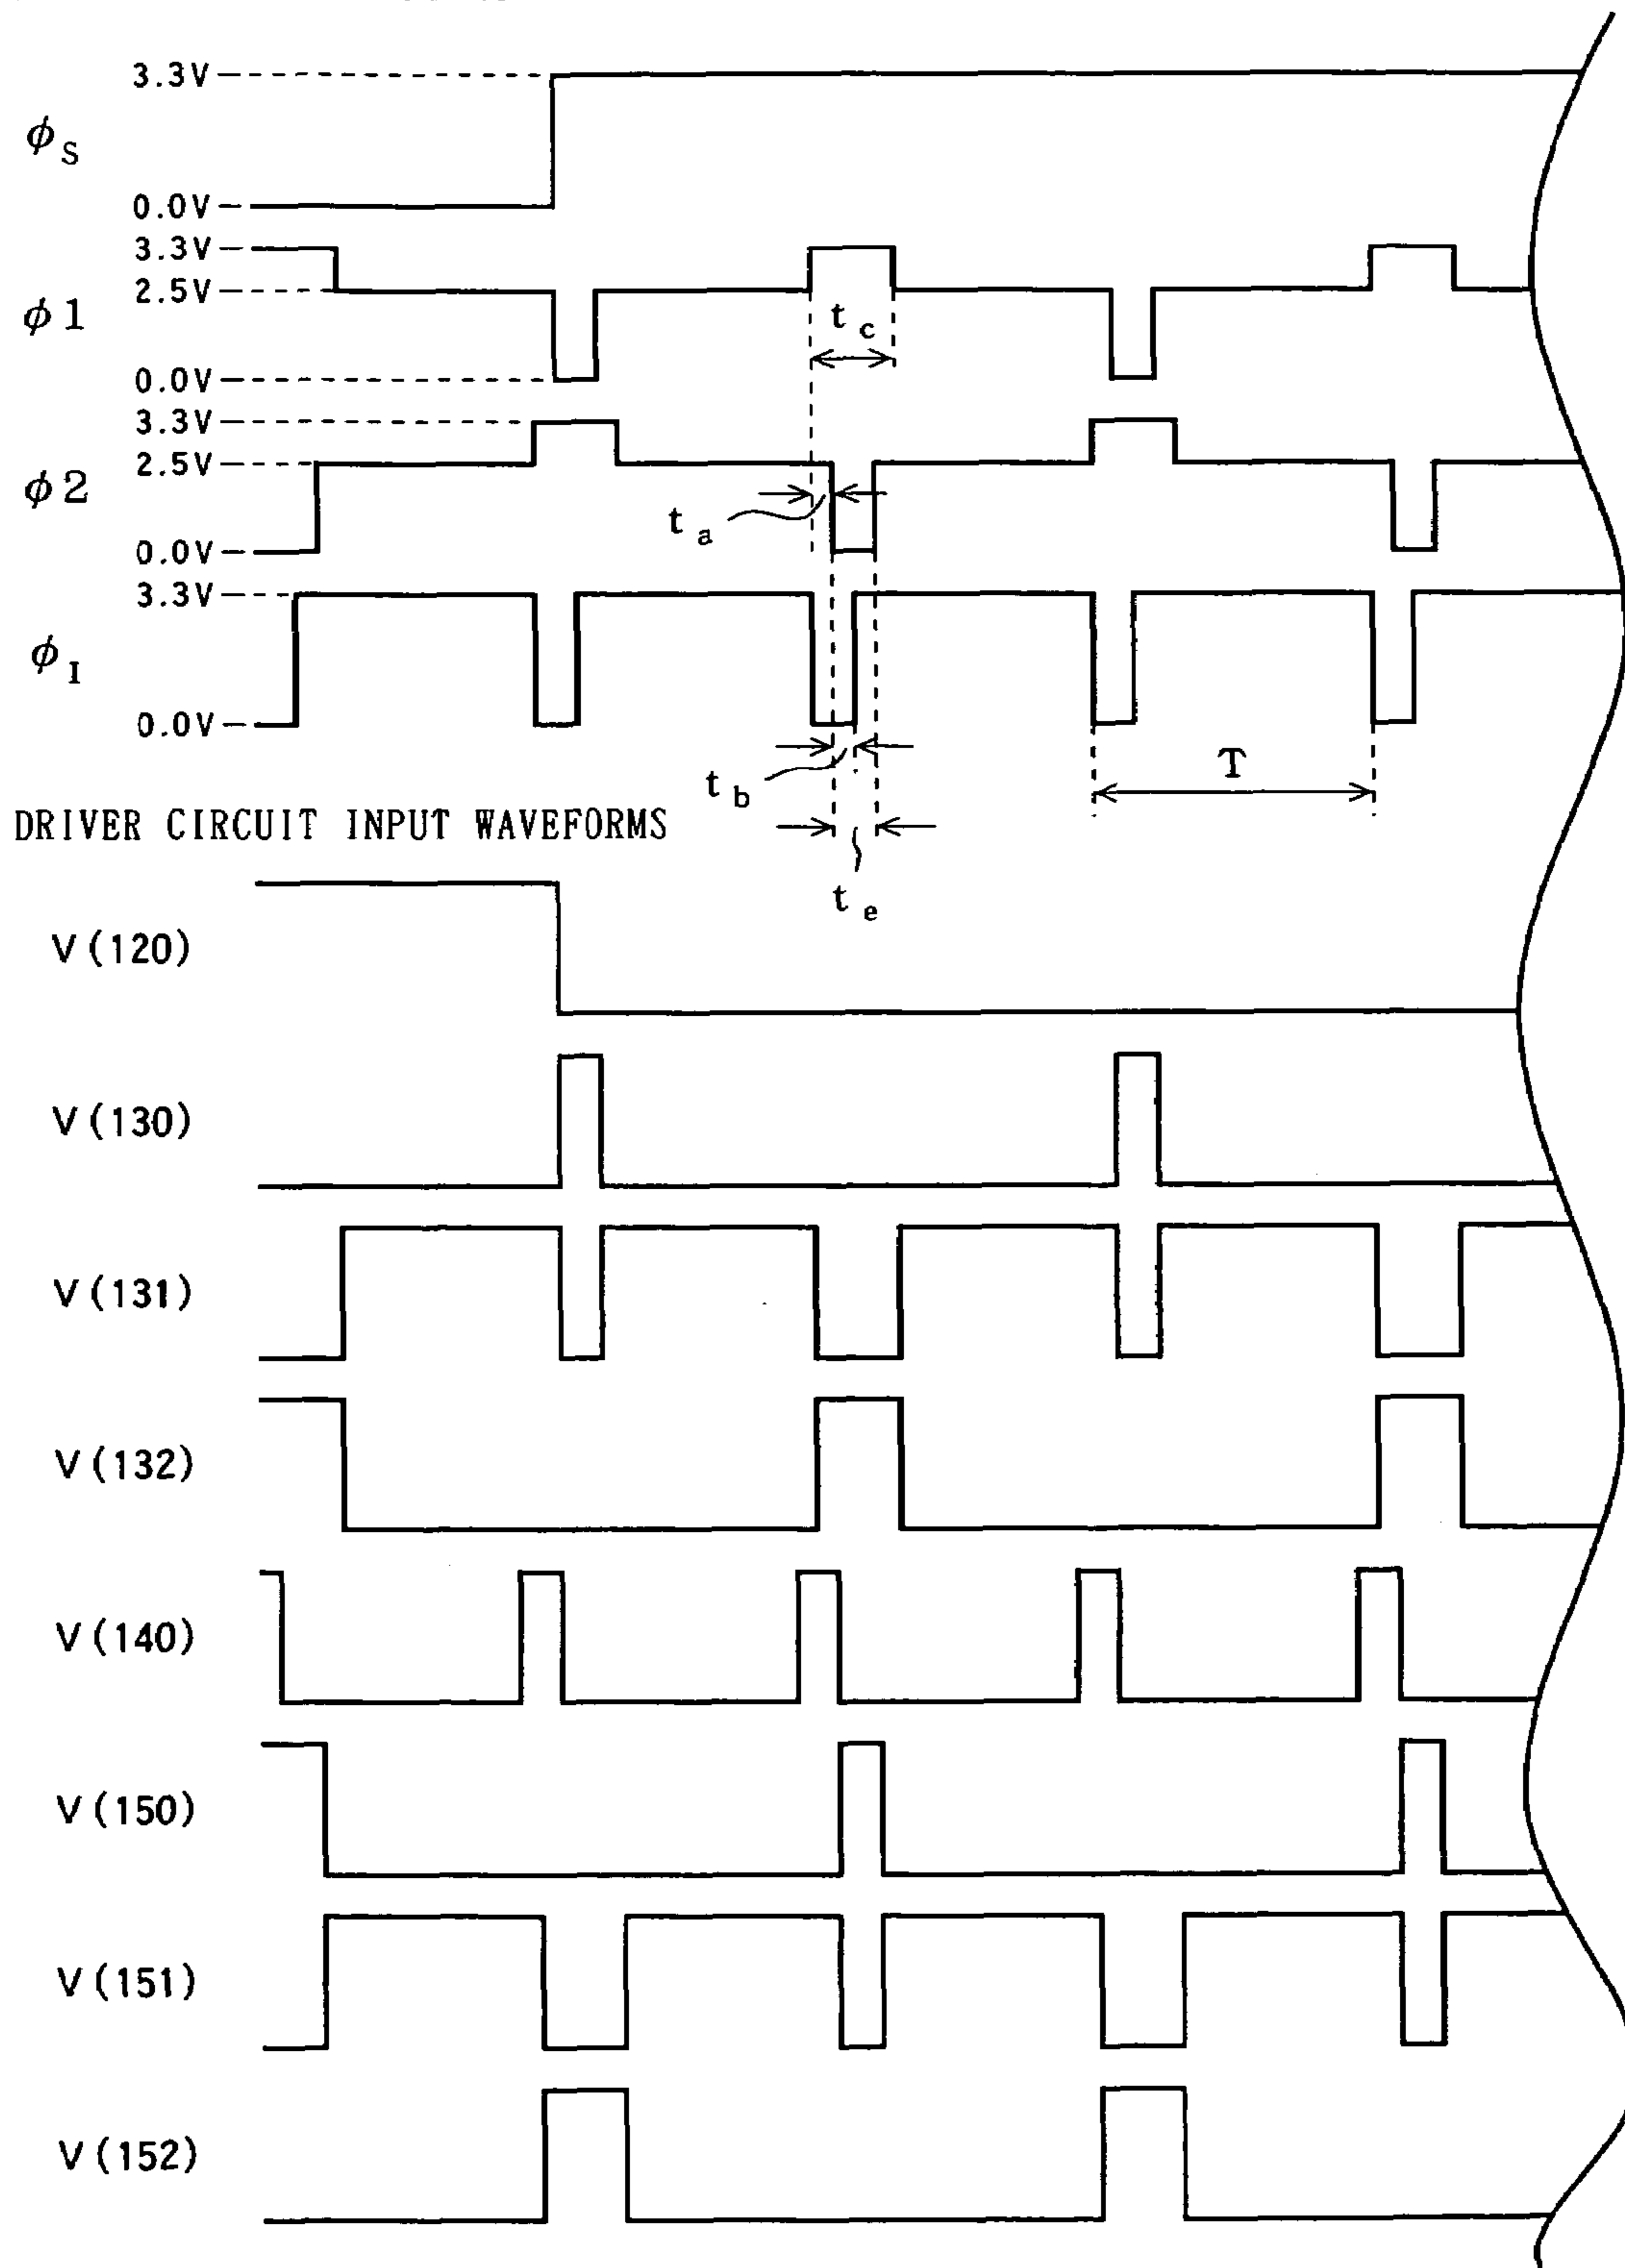 3.3V
ϕS
0.0V
3.3V
2.5V
ϕ1
tc
0.0V
3.3V
2.5V
ϕ2
ta
0.0V
3.3V
ϕI
0.0V
tb
T
DRIVER CIRCUIT INPUT WAVEFORMS
te
V(120)
V(130)
V(131)
V(132)
V(140)
V(150)
V(151)
V(152)